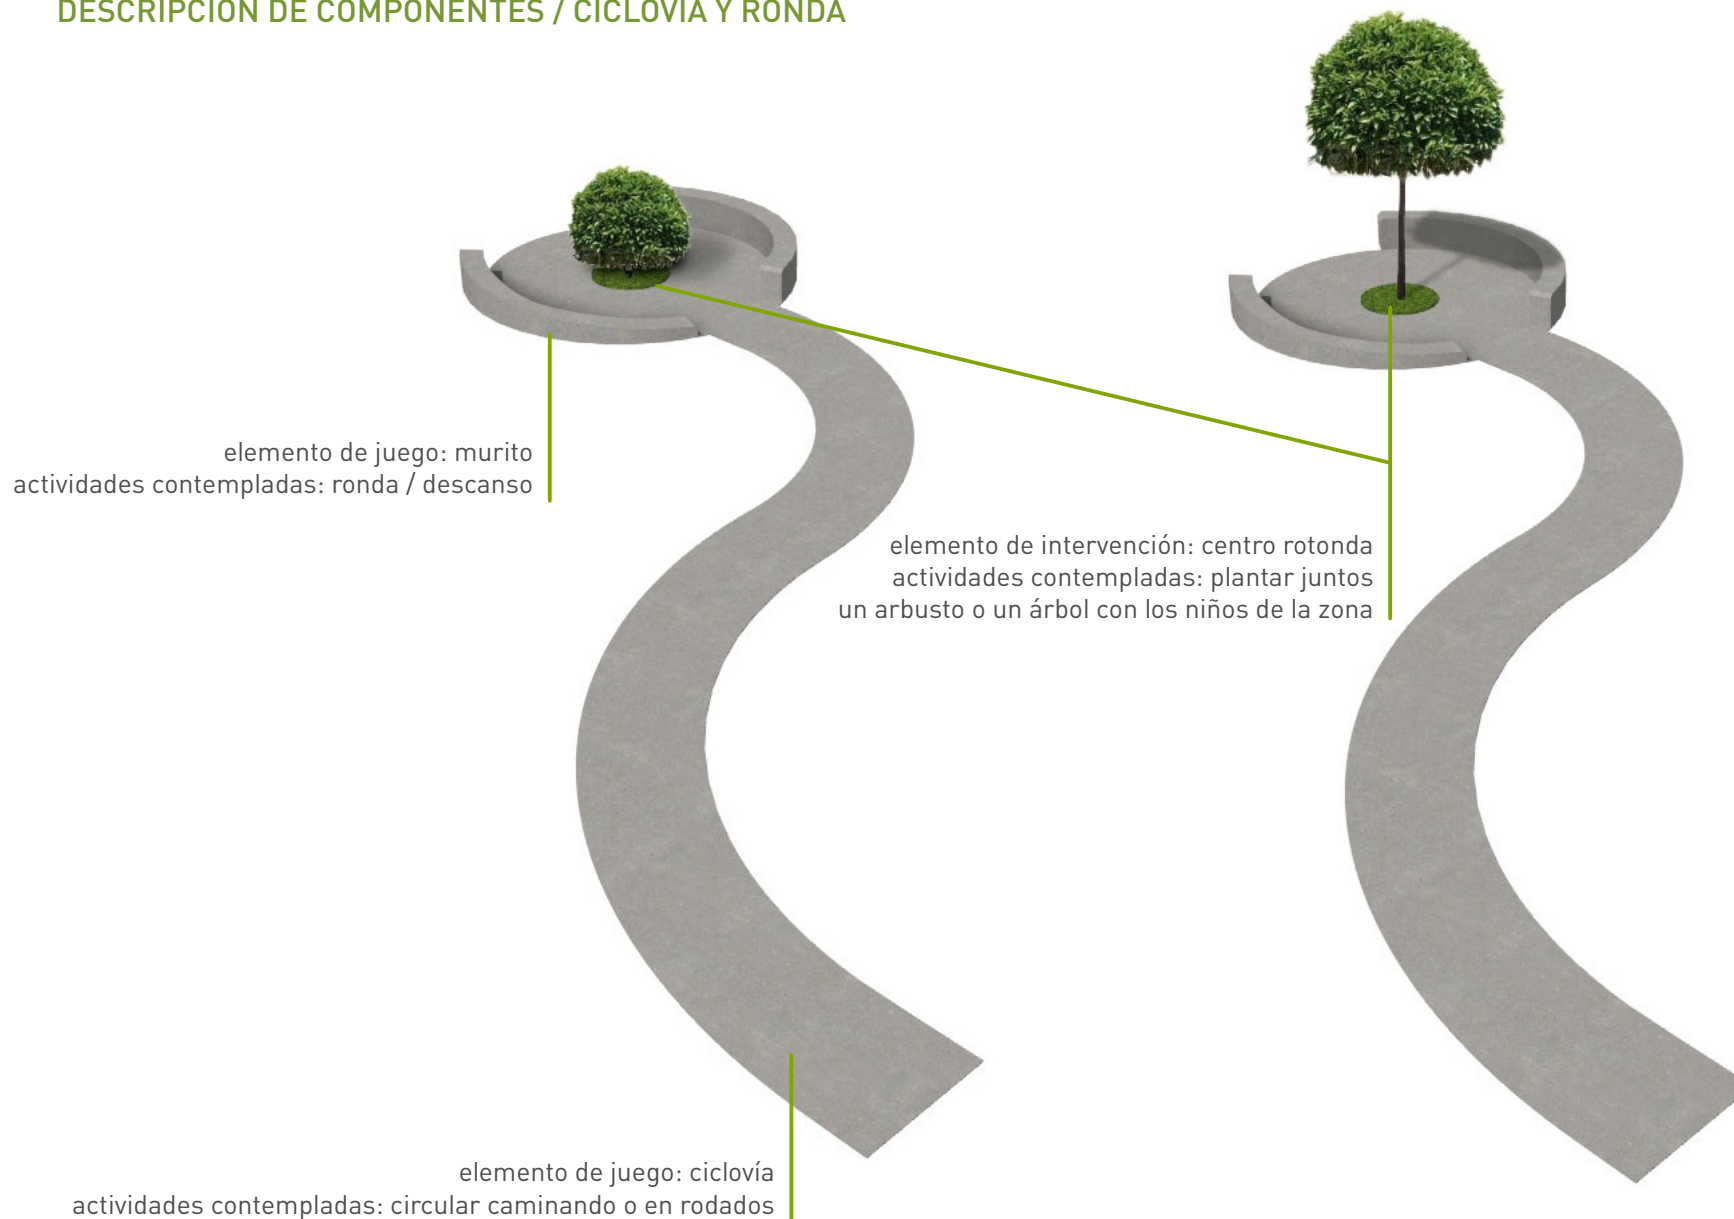 DESCRIPCIÓN DE COMPONENTES / CICLOVÍA Y RONDA
elemento de juego: murito
actividades contempladas: ronda / descanso
elemento de intervención: centro rotonda
actividades contempladas: plantar juntos
un arbusto o un árbol con los niños de la zona
elemento de juego: ciclovía
actividades contempladas: circular caminando o en rodados